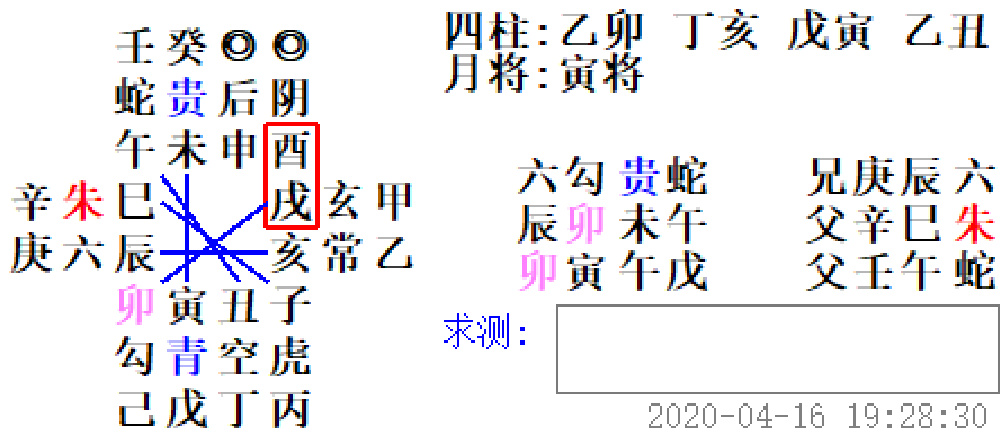 壬癸◎◎
蛇贵后阴
午未申酉
辛朱巳 戌玄甲
庚六辰 亥常乙
卯寅丑子
勾青空虎
己戊丁丙
四柱:乙卯 丁亥 戊寅 乙丑
月将:寅将
六勾贵蛇 兄庚辰六
辰卯未午 父辛巳朱
卯寅午戊 父壬午蛇
求测:
2020-04-16 19:28:30